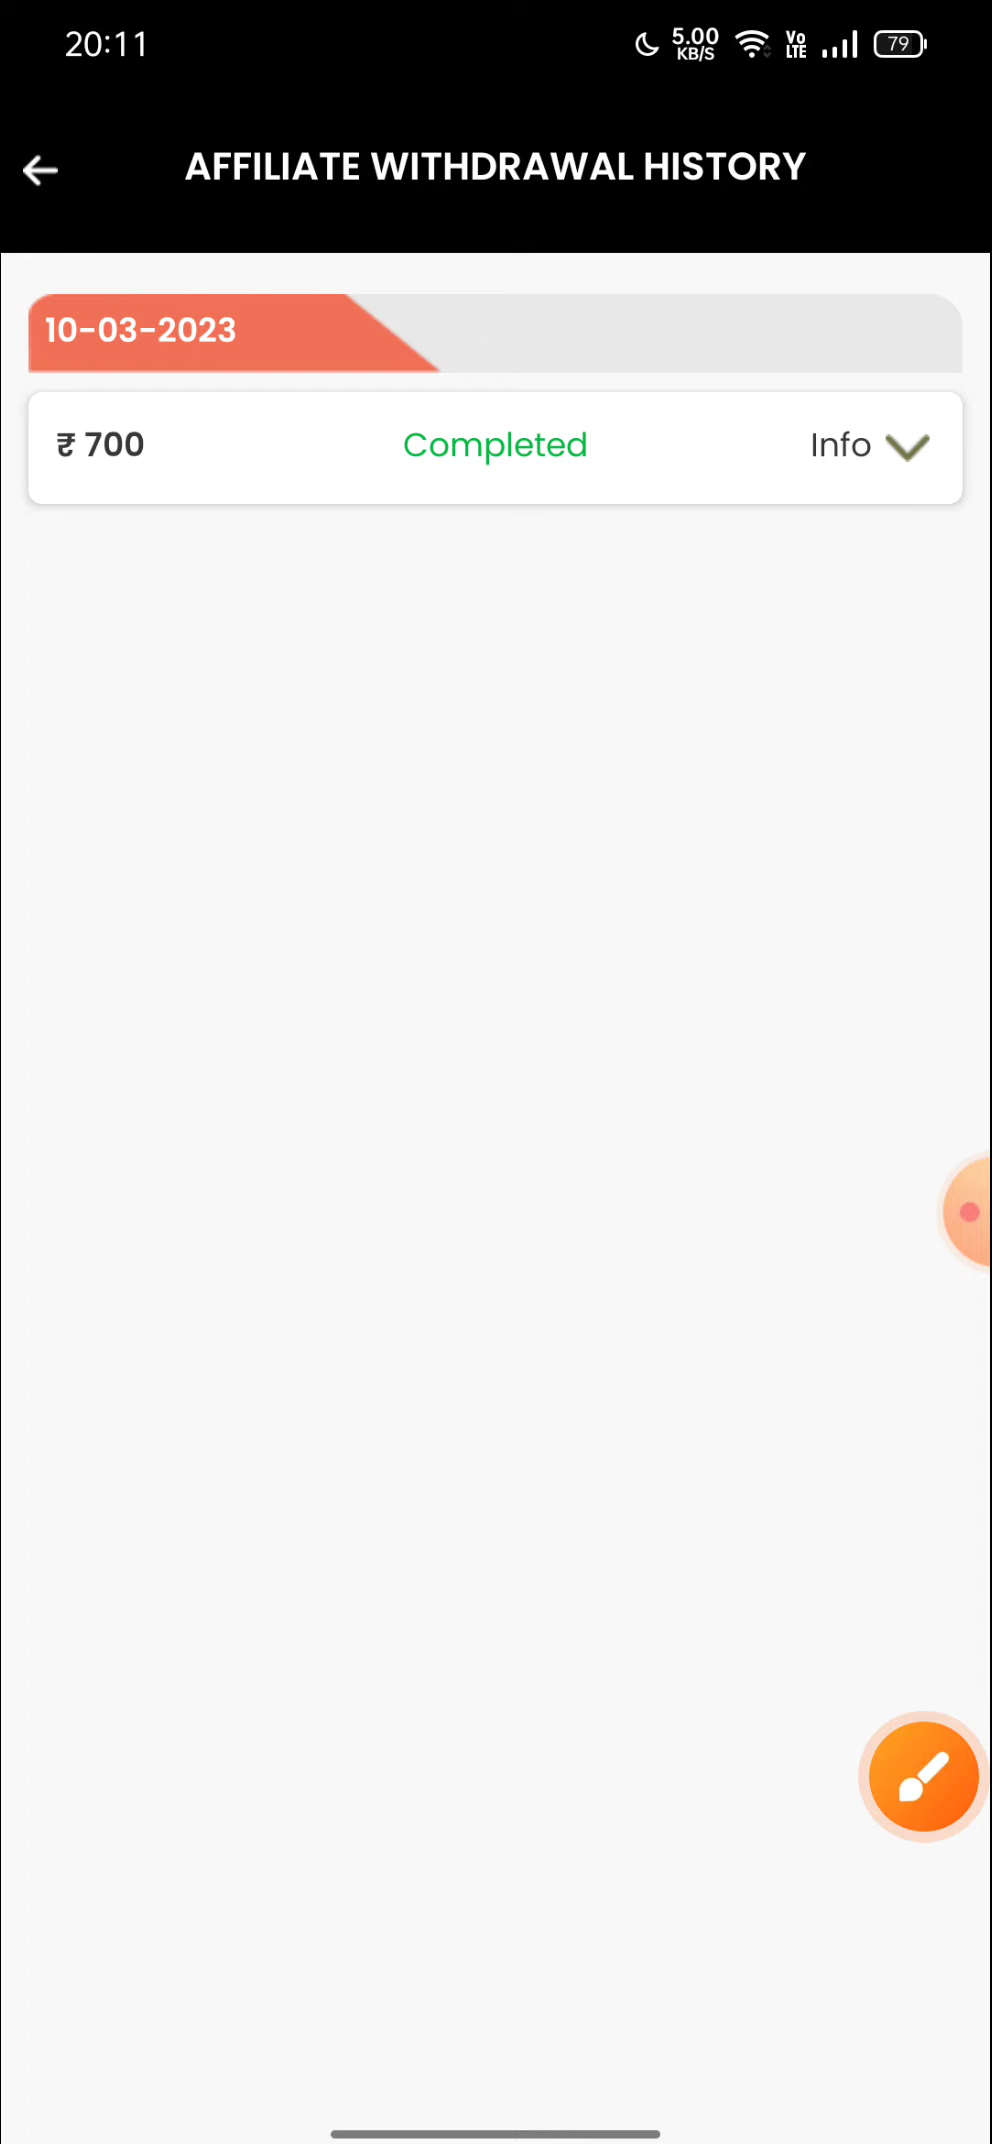 20:11
5.00
KB/S
Vo
LTE
79
AFFILIATE WITHDRAWAL HISTORY
10-03-2023
₹ 700
Completed
Info